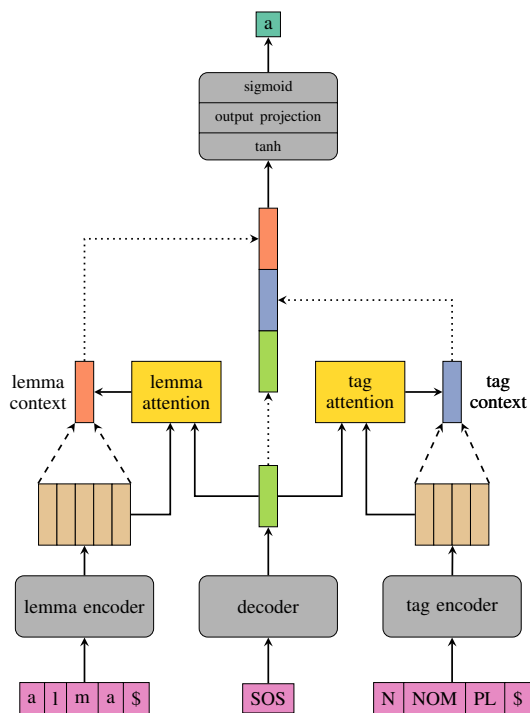 a
sigmoid
output projection
tanh
lemma
context
lemma
attention
tag
attention
tag
context
lemma encoder
decoder
tag encoder
a l m a $
SOS
N NOM PL $